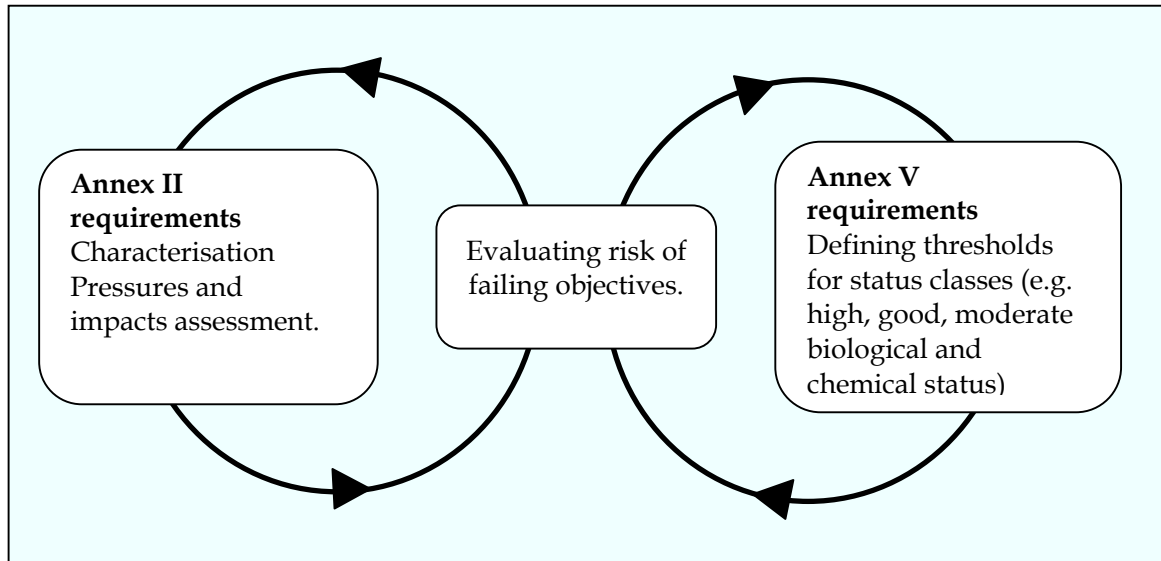 Annex II
requirements
Characterisation
Pressures and
impacts assessment.
Evaluating risk of
failing objectives.
Annex V
requirements
Defining thresholds
for status classes (e.g.
high, good, moderate
biological and
chemical status)